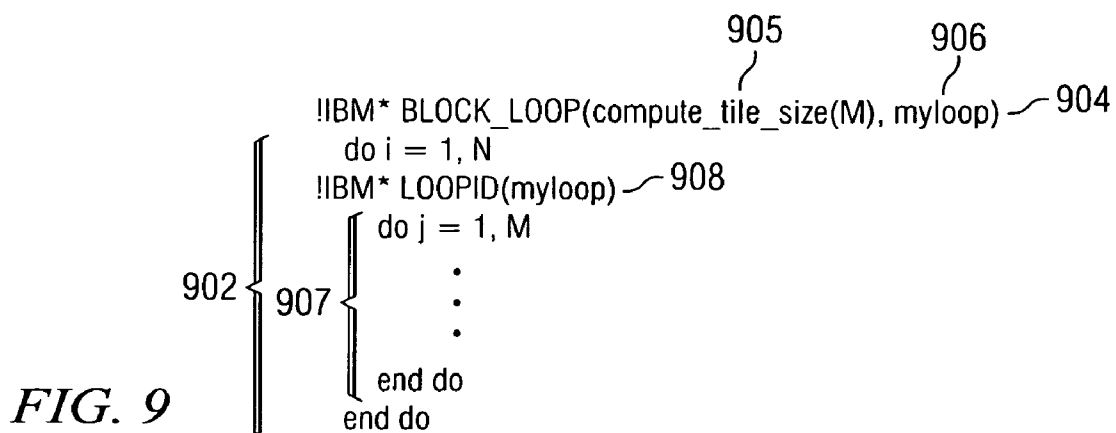 905
906
!IBM* BLOCK_LOOP(compute_tile_size(M), myloop) 904
do i = 1, N
!IBM* LOOPID(myloop) 908
do j = 1, M
902
907
end do
FIG. 9
end do